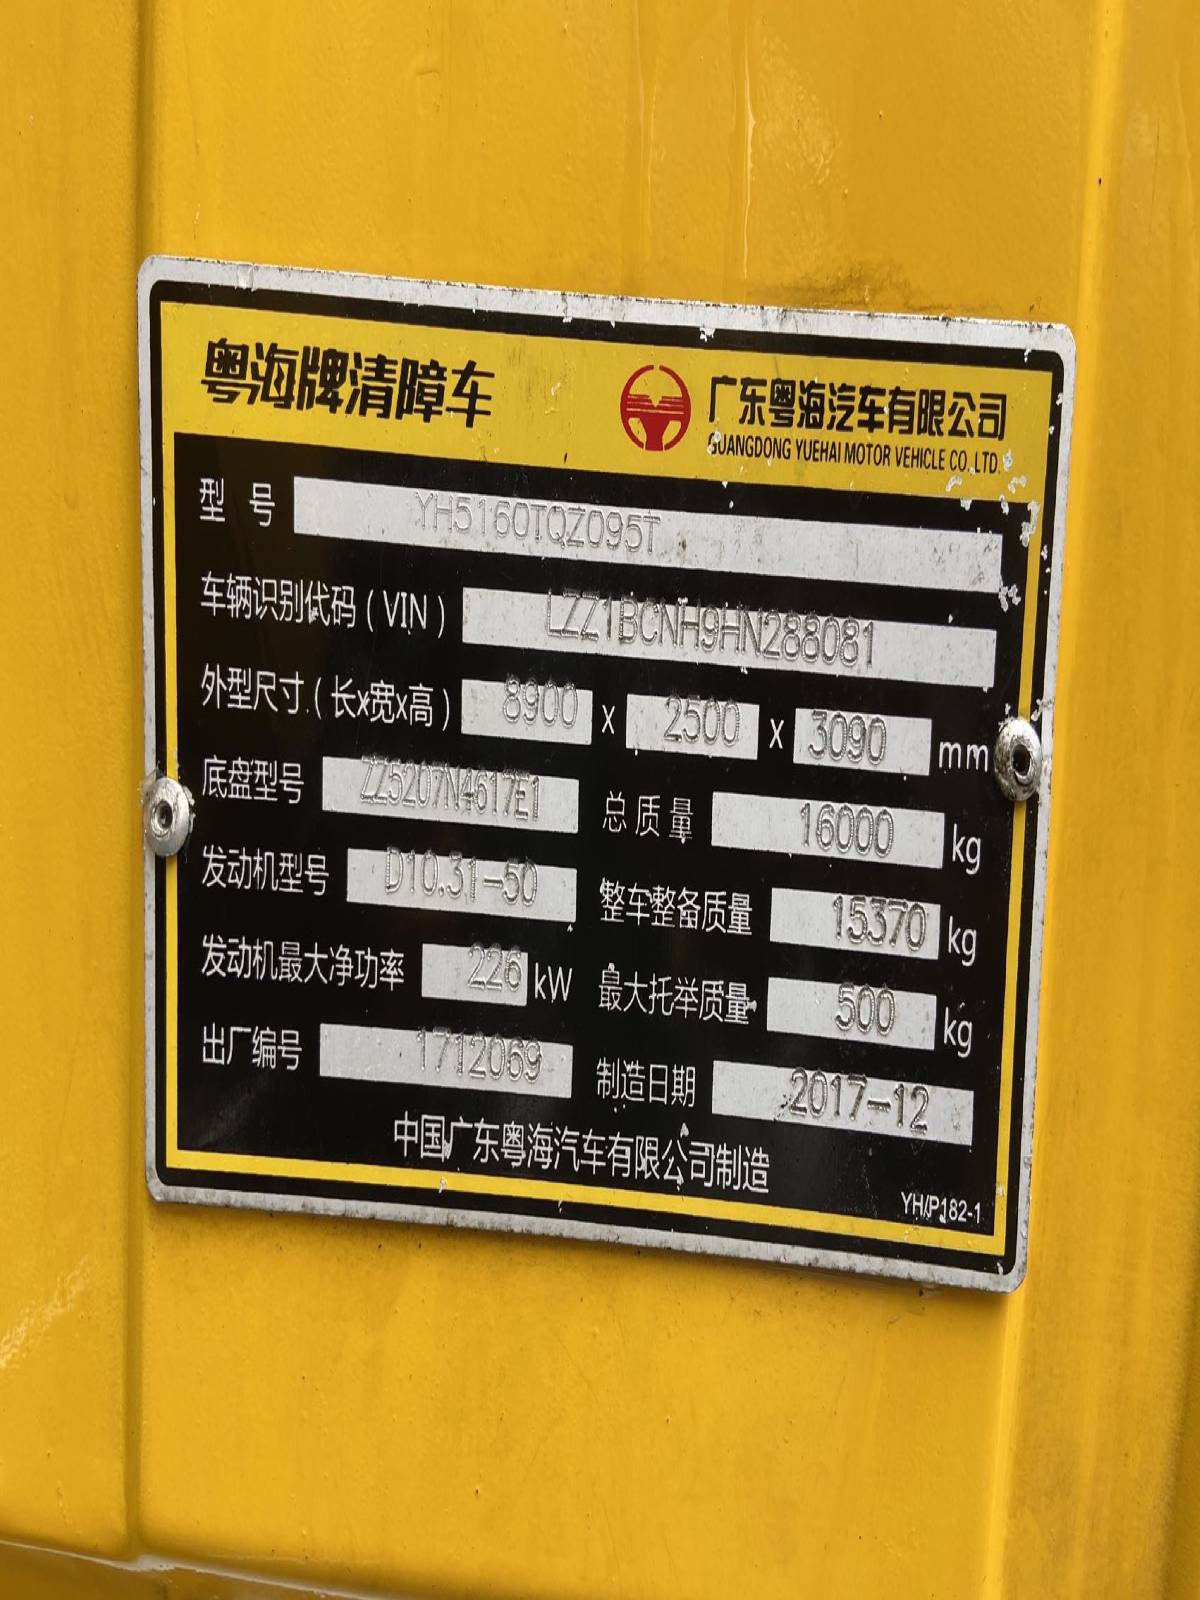 粤海牌清障车
广东粤海汽车有限公司
GUANGDONG YUEHAI MOTOR VEHICLE CO., LTD.
型 号 YH5160TQZ095T
车辆识别代码 (VIN) LZZ1BCNH9HN288081
外型尺寸 (长x宽x高) 8900 x 2500 x 3090 mm
底盘型号 ZZ5207N4617E1 总质量 16000 kg
发动机型号 D10.31-50 整车整备质量 15370 kg
发动机最大净功率 226 kW 最大托举质量 500 kg
出厂编号 1712069 制造日期 2017-12
中国广东粤海汽车有限公司制造
YH/P182-1